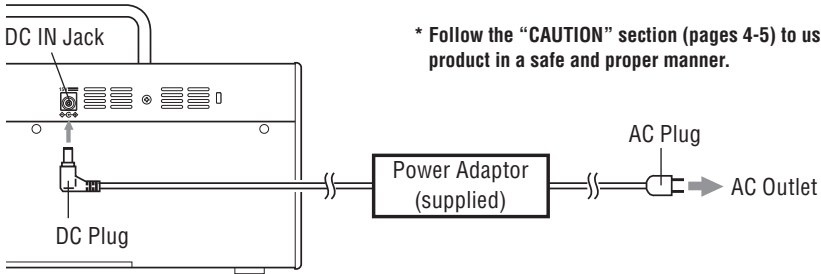 DC IN Jack
* Follow the “CAUTION” section (pages 4-5) to us
product in a safe and proper manner.
AC Plug
Power Adaptor
(supplied)
AC Outlet
DC Plug